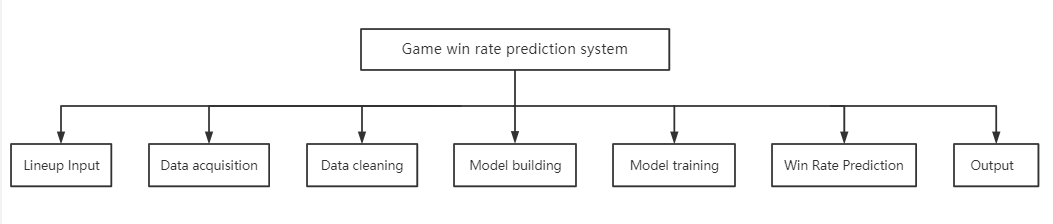 Game win rate prediction system
Lineup Input
Data acquisition
Data cleaning
Model building
Model training
Win Rate Prediction
Output